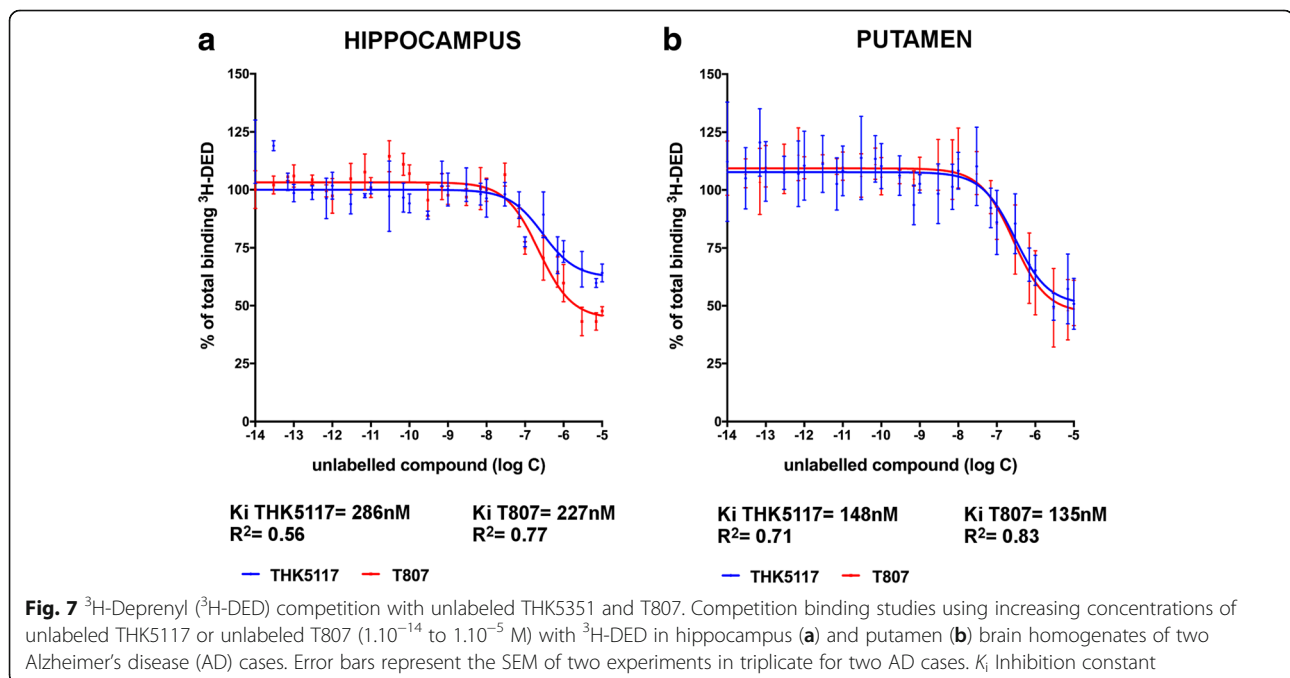 a HIPPOCAMPUS
% of total binding ³H-DED
150
125
100
75
50
25
0
-14 -13 -12 -11 -10 -9 -8 -7 -6 -5
unlabelled compound (log C)
Ki THK5117= 286nM Ki T807= 227nM
R²= 0.56 R²= 0.77
THK5117 T807
b PUTAMEN
% of total binding ³H-DED
150
125
100
75
50
25
0
-14 -13 -12 -11 -10 -9 -8 -7 -6 -5
unlabelled compound (log C)
Ki THK5117= 148nM Ki T807= 135nM
R²= 0.71 R²= 0.83
THK5117 T807
Fig. 7 ³H-Deprenyl (³H-DED) competition with unlabeled THK5351 and T807. Competition binding studies using increasing concentrations of
unlabeled THK5117 or unlabeled T807 (1.10⁻¹⁴ to 1.10⁻⁵ M) with ³H-DED in hippocampus (a) and putamen (b) brain homogenates of two
Alzheimer's disease (AD) cases. Error bars represent the SEM of two experiments in triplicate for two AD cases. Kᵢ Inhibition constant